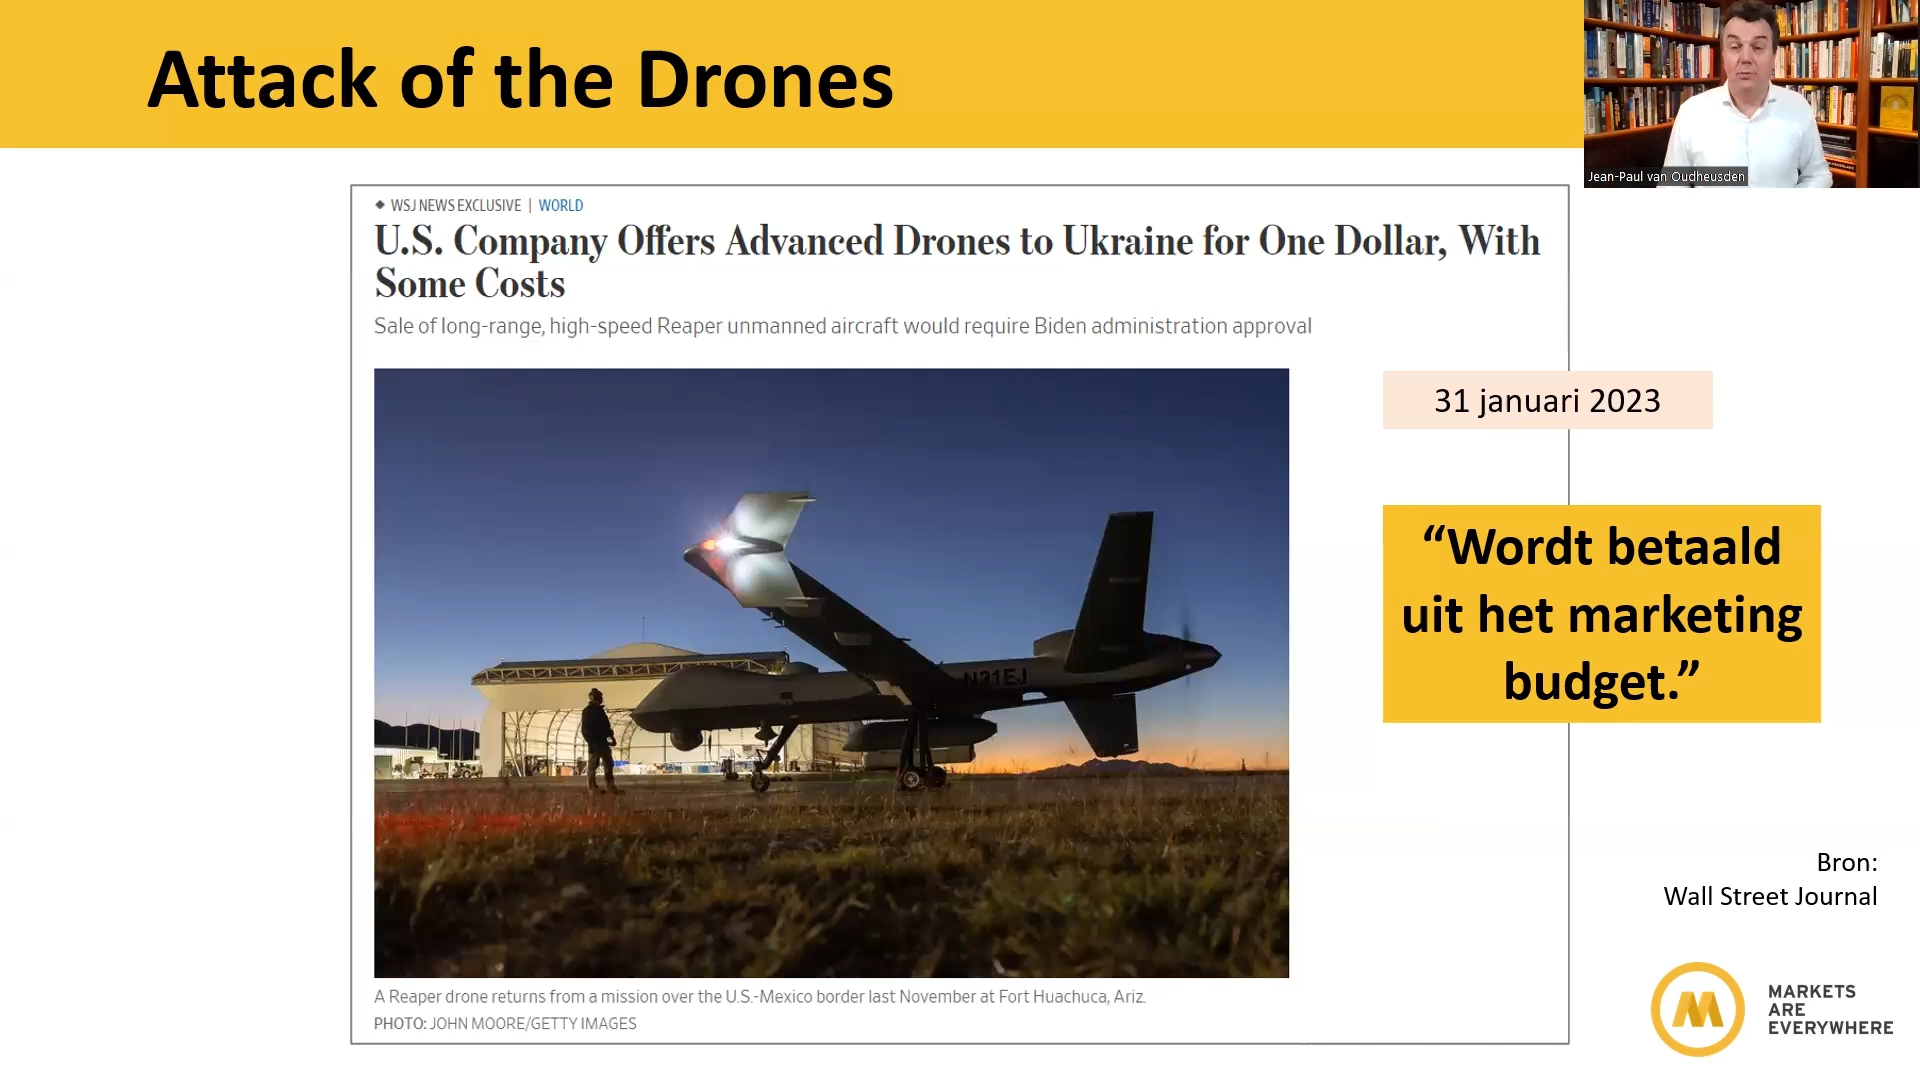 Attack of the Drones
Jean-Paul van Oudheusden
◆ WSJ NEWS EXCLUSIVE | WORLD
U.S. Company Offers Advanced Drones to Ukraine for One Dollar, With
Some Costs
Sale of long-range, high-speed Reaper unmanned aircraft would require Biden administration approval
31 januari 2023
“Wordt betaald
uit het marketing
budget.”
N31EJ
A Reaper drone returns from a mission over the U.S.-Mexico border last November at Fort Huachuca, Ariz.
PHOTO: JOHN MOORE/GETTY IMAGES
Bron:
Wall Street Journal
MARKETS
ARE
EVERYWHERE